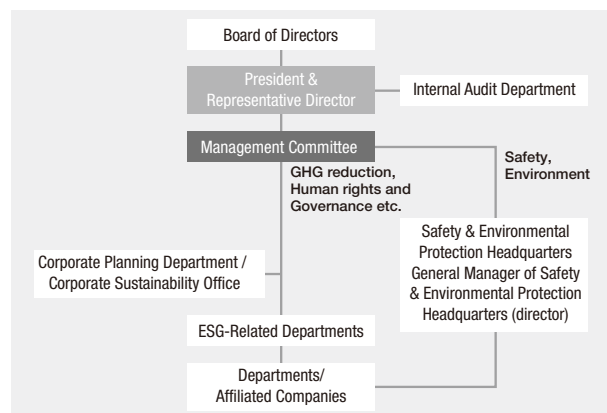 Board of Directors
President &
Representative Director
Internal Audit Department
Management Committee
GHG reduction,
Human rights and
Governance etc.
Safety,
Environment
Safety & Environmental
Protection Headquarters
General Manager of Safety
& Environmental Protection
Headquarters (director)
Corporate Planning Department /
Corporate Sustainability Office
ESG-Related Departments
Departments/
Affiliated Companies